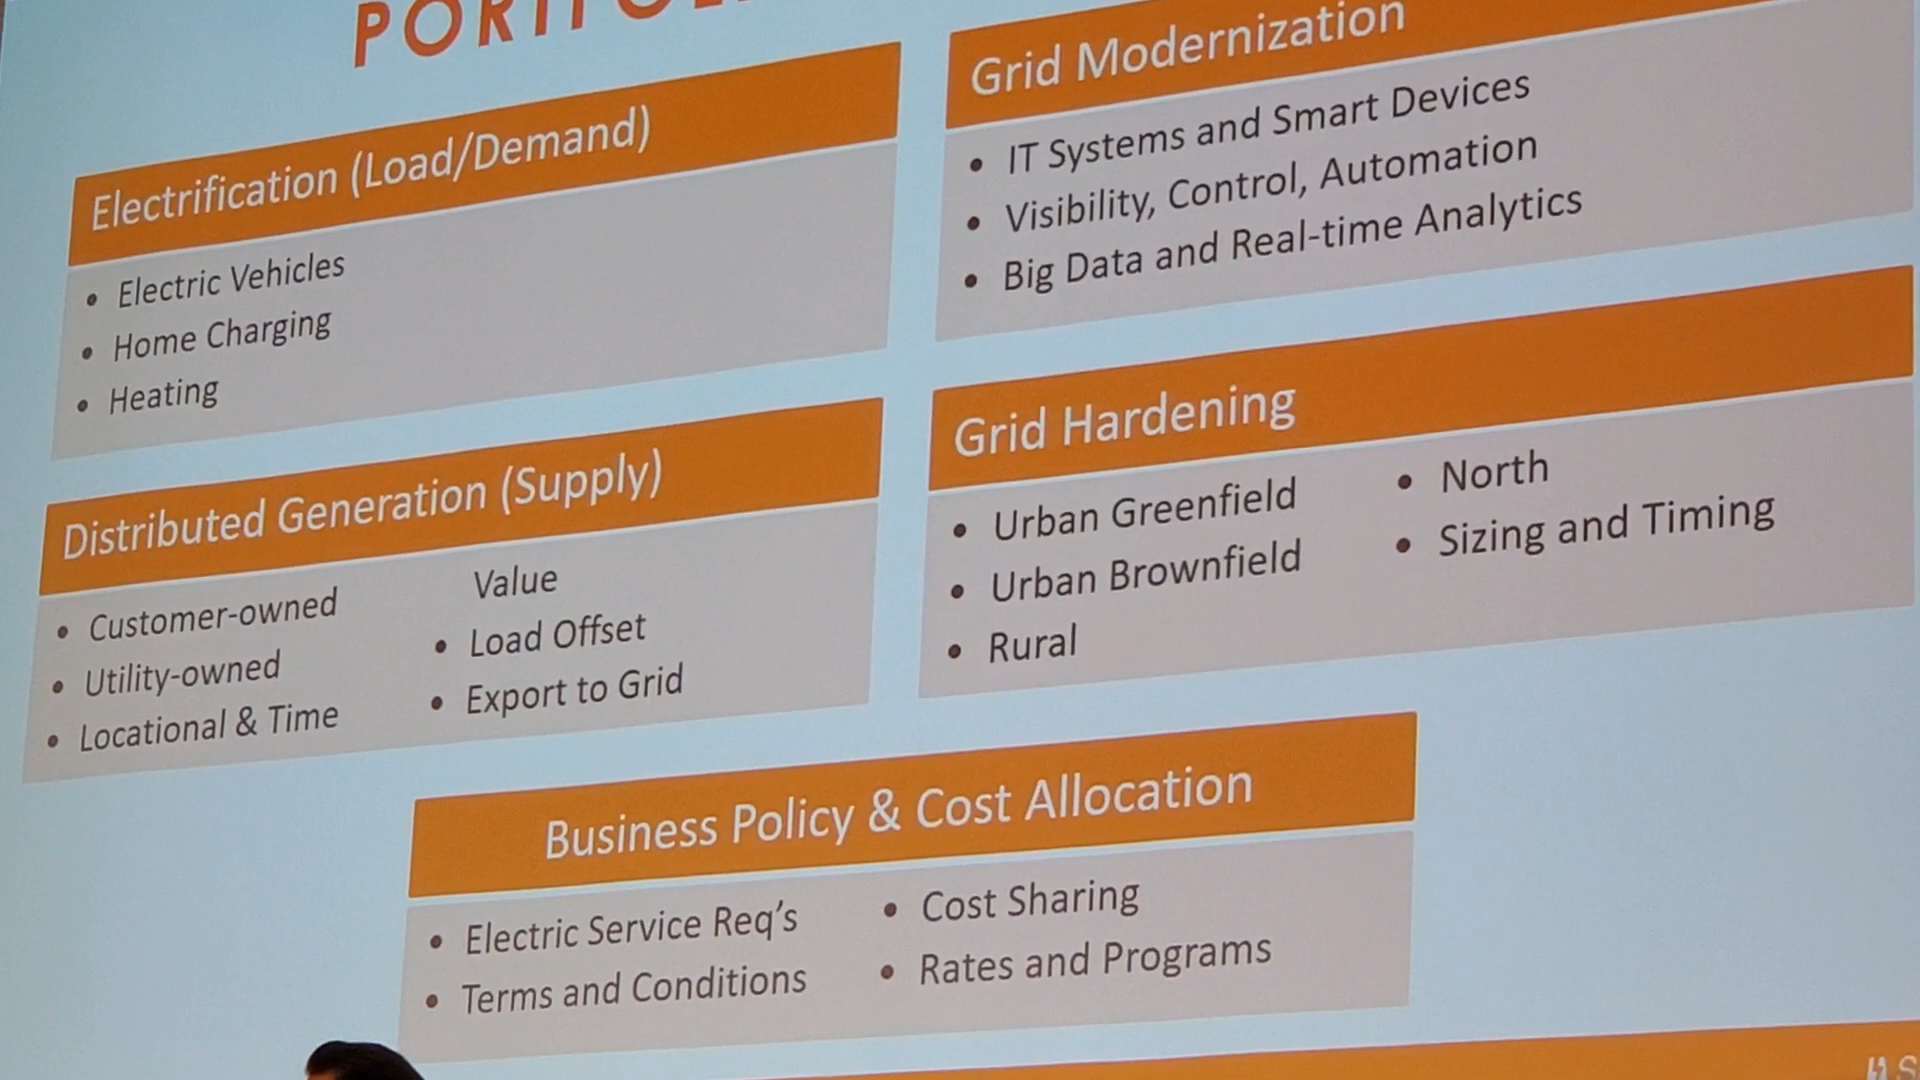 Electrification (Load/Demand)
• Electric Vehicles
• Home Charging
• Heating
Grid Modernization
• IT Systems and Smart Devices
• Visibility, Control, Automation
• Big Data and Real-time Analytics
Distributed Generation (Supply)
• Customer-owned
• Utility-owned
• Locational & Time
Value
• Load Offset
• Export to Grid
Grid Hardening
• Urban Greenfield
• Urban Brownfield
• Rural
• North
• Sizing and Timing
Business Policy & Cost Allocation
• Electric Service Req's
• Terms and Conditions
• Cost Sharing
• Rates and Programs